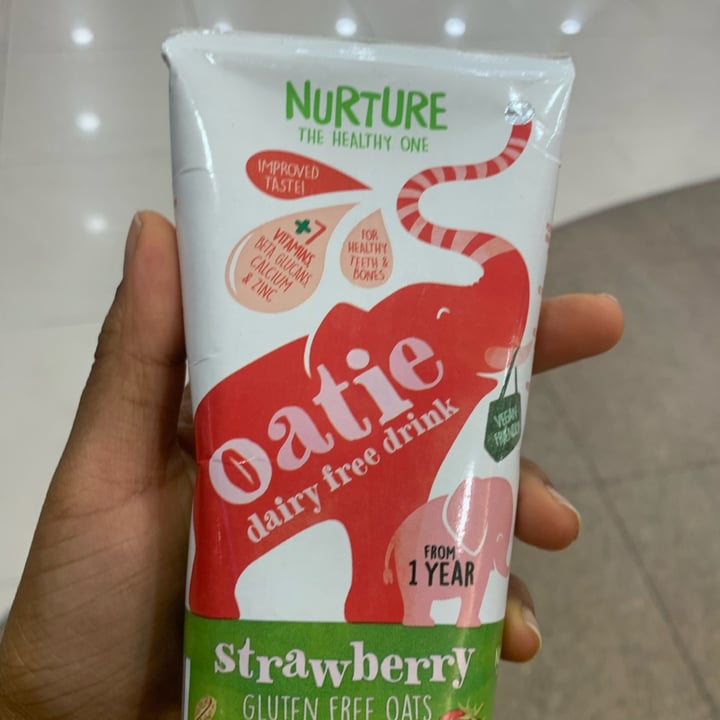 NURTURE
THE HEALTHY ONE
IMPROVED
TASTE!
+7
VITAMINS
BETA GLUCANS
CALCIUM
& ZINC
FOR
HEALTHY
TEETH &
BONES
oatie
dairy free drink
VEGAN
FRIENDLY
FROM
1 YEAR
strawberry
GLUTEN FREE OATS